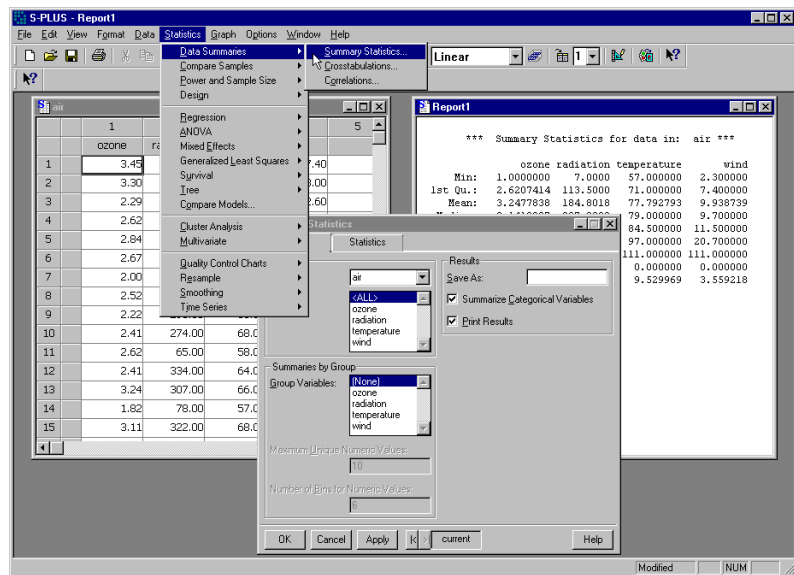 S-PLUS - Report1
File Edit View Format Data Statistics Graph Options Window Help
Linear 1
Data Summaries
Compare Samples
Power and Sample Size
Design
Regression
ANOVA
Mixed Effects
Generalized Least Squares
Survival
Tree
Compare Models...
Cluster Analysis
Multivariate
Quality Control Charts
Resample
Smoothing
Time Series
Summary Statistics...
Crosstabulations...
Correlations...
air
1 5
ozone
1 3.45 7.40
2 3.30 8.00
3 2.29 2.60
4 2.62
5 2.84
6 2.67
7 2.00
8 2.52
9 2.22
10 2.41 274.00 68.0
11 2.62 65.00 58.0
12 2.41 334.00 64.0
13 3.24 307.00 66.0
14 1.82 78.00 57.0
15 3.11 322.00 68.0
Report1
*** Summary Statistics for data in: air ***
ozone radiation temperature wind
Min: 1.0000000 7.0000 57.000000 2.300000
1st Qu.: 2.6207414 113.5000 71.000000 7.400000
Mean: 3.2477838 184.8018 77.792793 9.938739
79.000000 9.700000
84.500000 11.500000
97.000000 20.700000
111.000000 111.000000
0.000000 0.000000
9.529969 3.559218
Statistics
Statistics
air
<ALL>
ozone
radiation
temperature
wind
Summaries by Group
Group Variables:
(None)
ozone
radiation
temperature
wind
Maximum Unique Numeric Values:
10
Number of Bins for Numeric Values:
6
Results
Save As:
Summarize Categorical Variables
Print Results
OK Cancel Apply current Help
Modified NUM